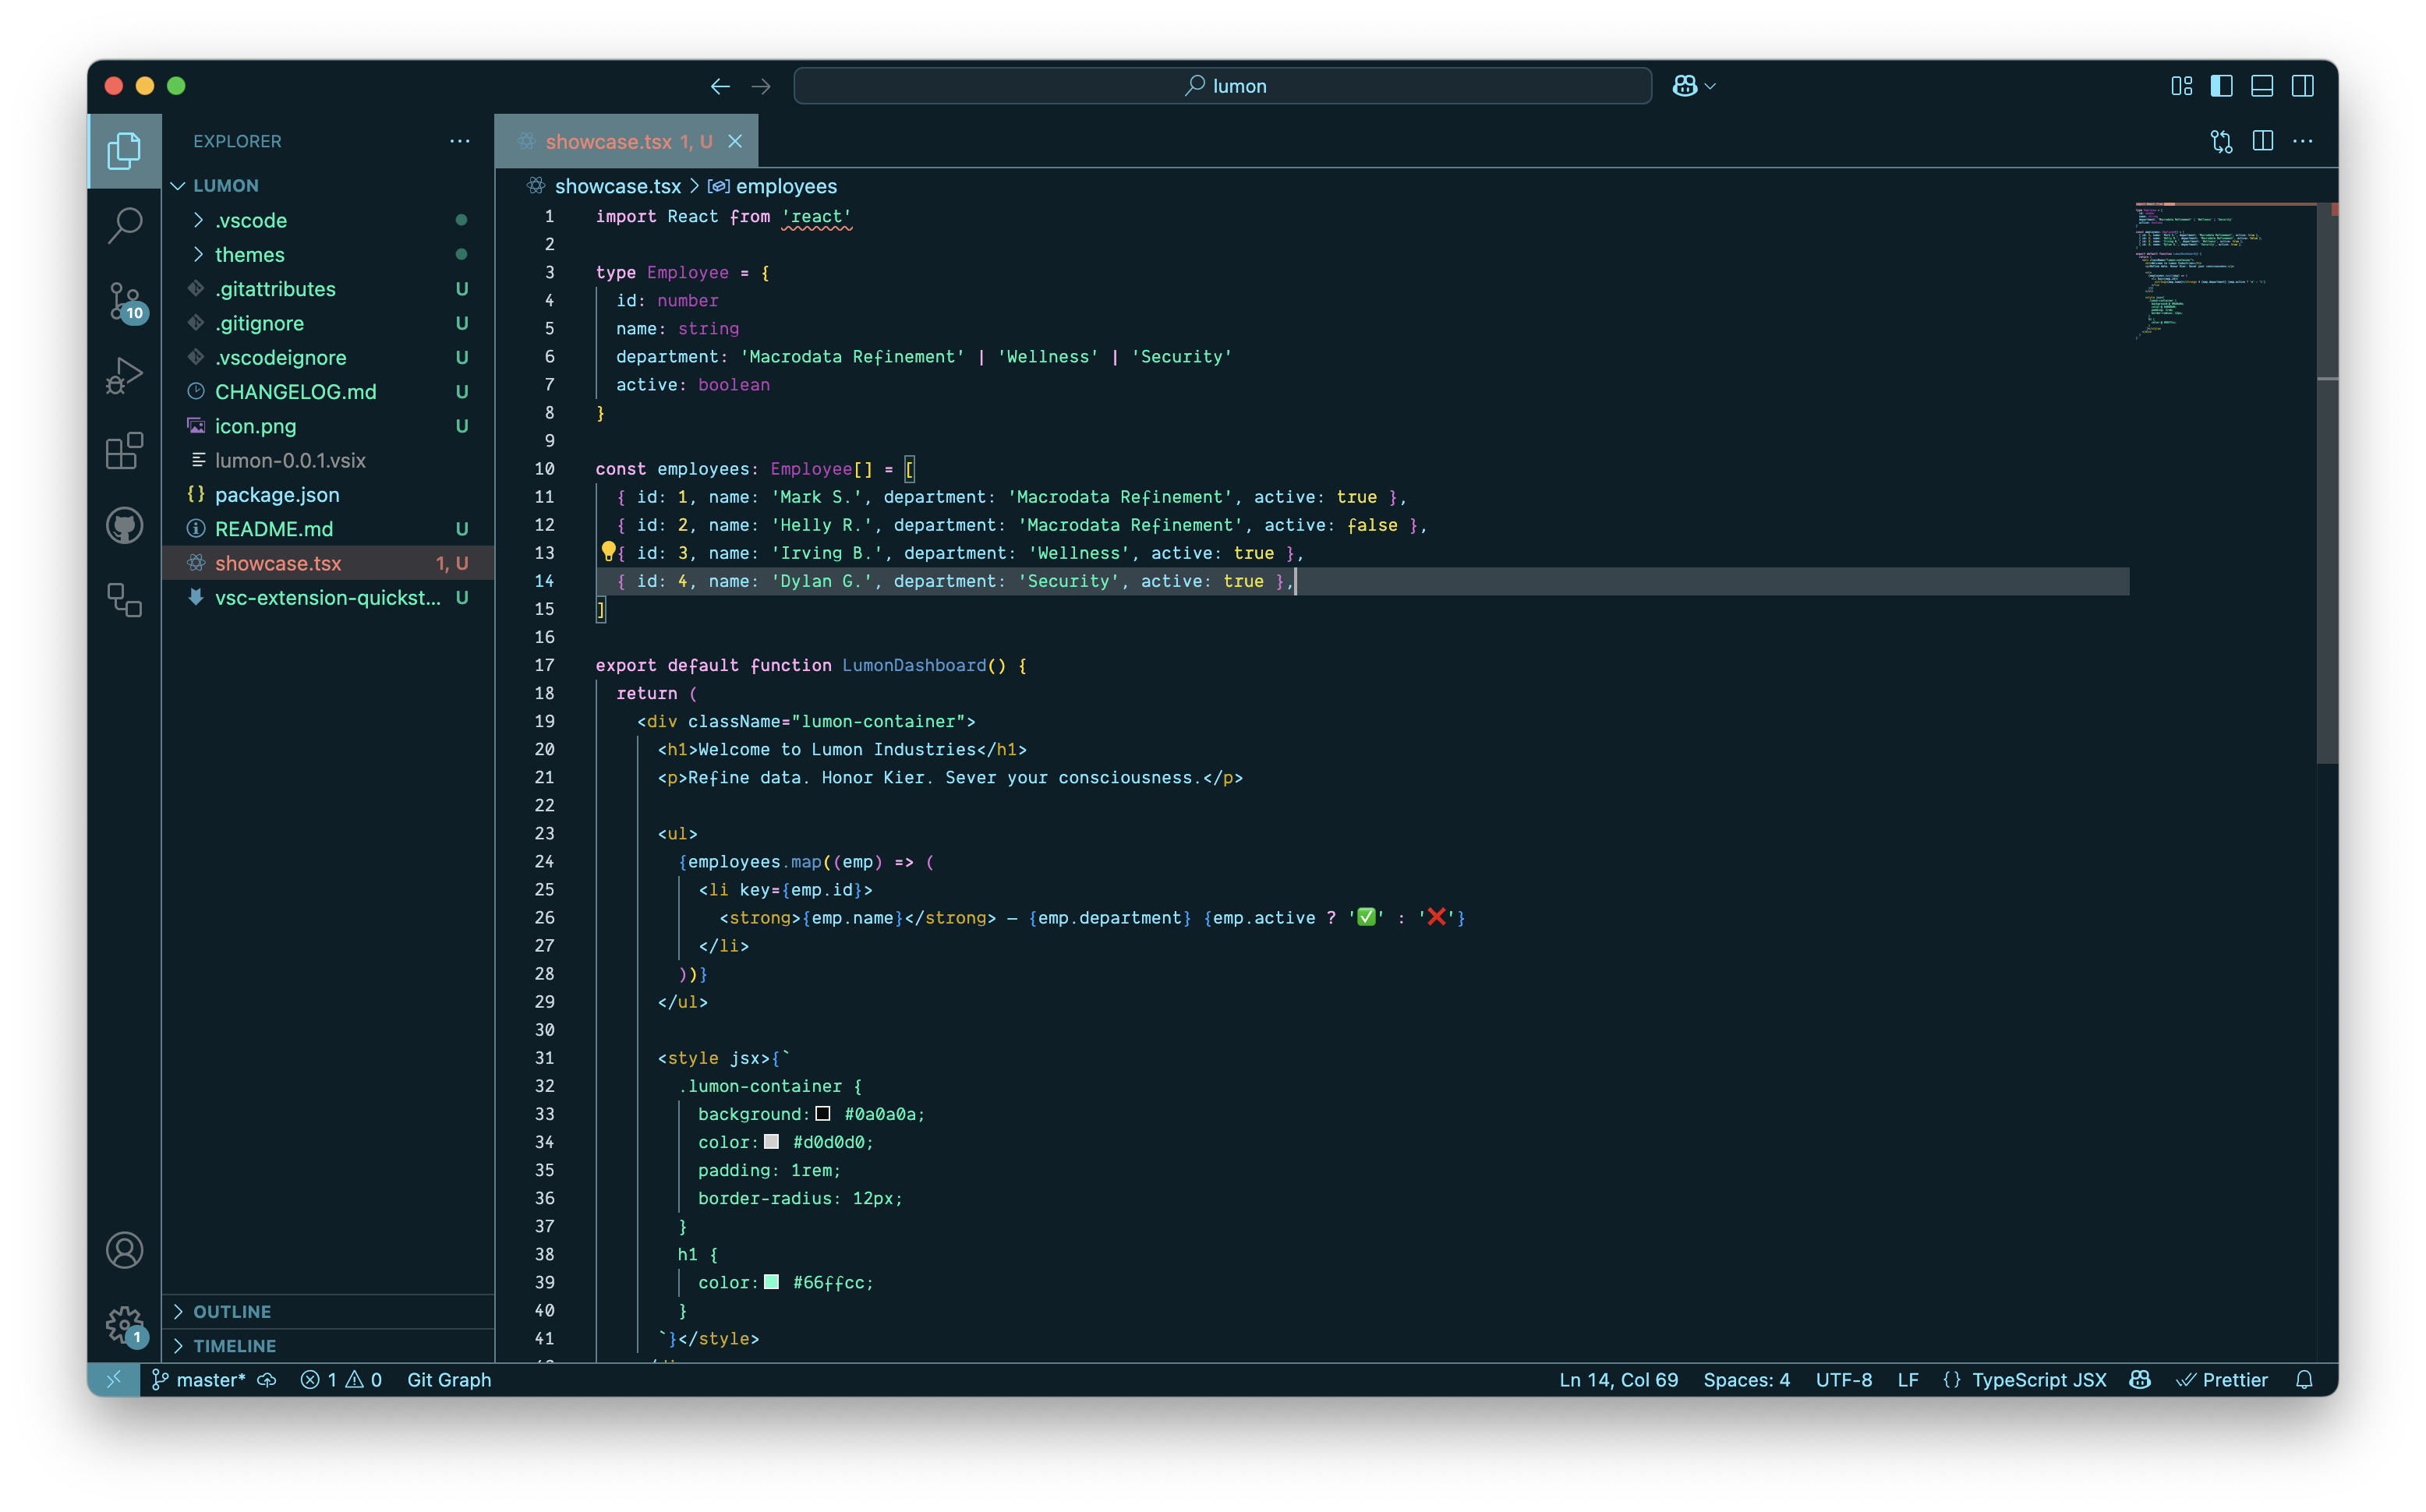 lumon
EXPLORER
LUMON
.vscode
themes
.gitattributes U
.gitignore U
.vscodeignore U
CHANGELOG.md U
icon.png U
lumon-0.0.1.vsix
package.json
README.md U
showcase.tsx 1, U
vsc-extension-quickst... U
OUTLINE
TIMELINE
10
1
showcase.tsx 1, U
showcase.tsx > employees
1 import React from 'react'
2
3 type Employee = {
4 id: number
5 name: string
6 department: 'Macrodata Refinement' | 'Wellness' | 'Security'
7 active: boolean
8 }
9
10 const employees: Employee[] = [
11 { id: 1, name: 'Mark S.', department: 'Macrodata Refinement', active: true },
12 { id: 2, name: 'Helly R.', department: 'Macrodata Refinement', active: false },
13 { id: 3, name: 'Irving B.', department: 'Wellness', active: true },
14 { id: 4, name: 'Dylan G.', department: 'Security', active: true },
15 ]
16
17 export default function LumonDashboard() {
18 return (
19 <div className="lumon-container">
20 <h1>Welcome to Lumon Industries</h1>
21 <p>Refine data. Honor Kier. Sever your consciousness.</p>
22
23 <ul>
24 {employees.map((emp) => (
25 <li key={emp.id}>
26 <strong>{emp.name}</strong> — {emp.department} {emp.active ? '✅' : '❌'}
27 </li>
28 ))}
29 </ul>
30
31 <style jsx>{`
32 .lumon-container {
33 background: #0a0a0a;
34 color: #d0d0d0;
35 padding: 1rem;
36 border-radius: 12px;
37 }
38 h1 {
39 color: #66ffcc;
40 }
41 `}</style>
master* 1 0 Git Graph Ln 14, Col 69 Spaces: 4 UTF-8 LF {} TypeScript JSX Prettier